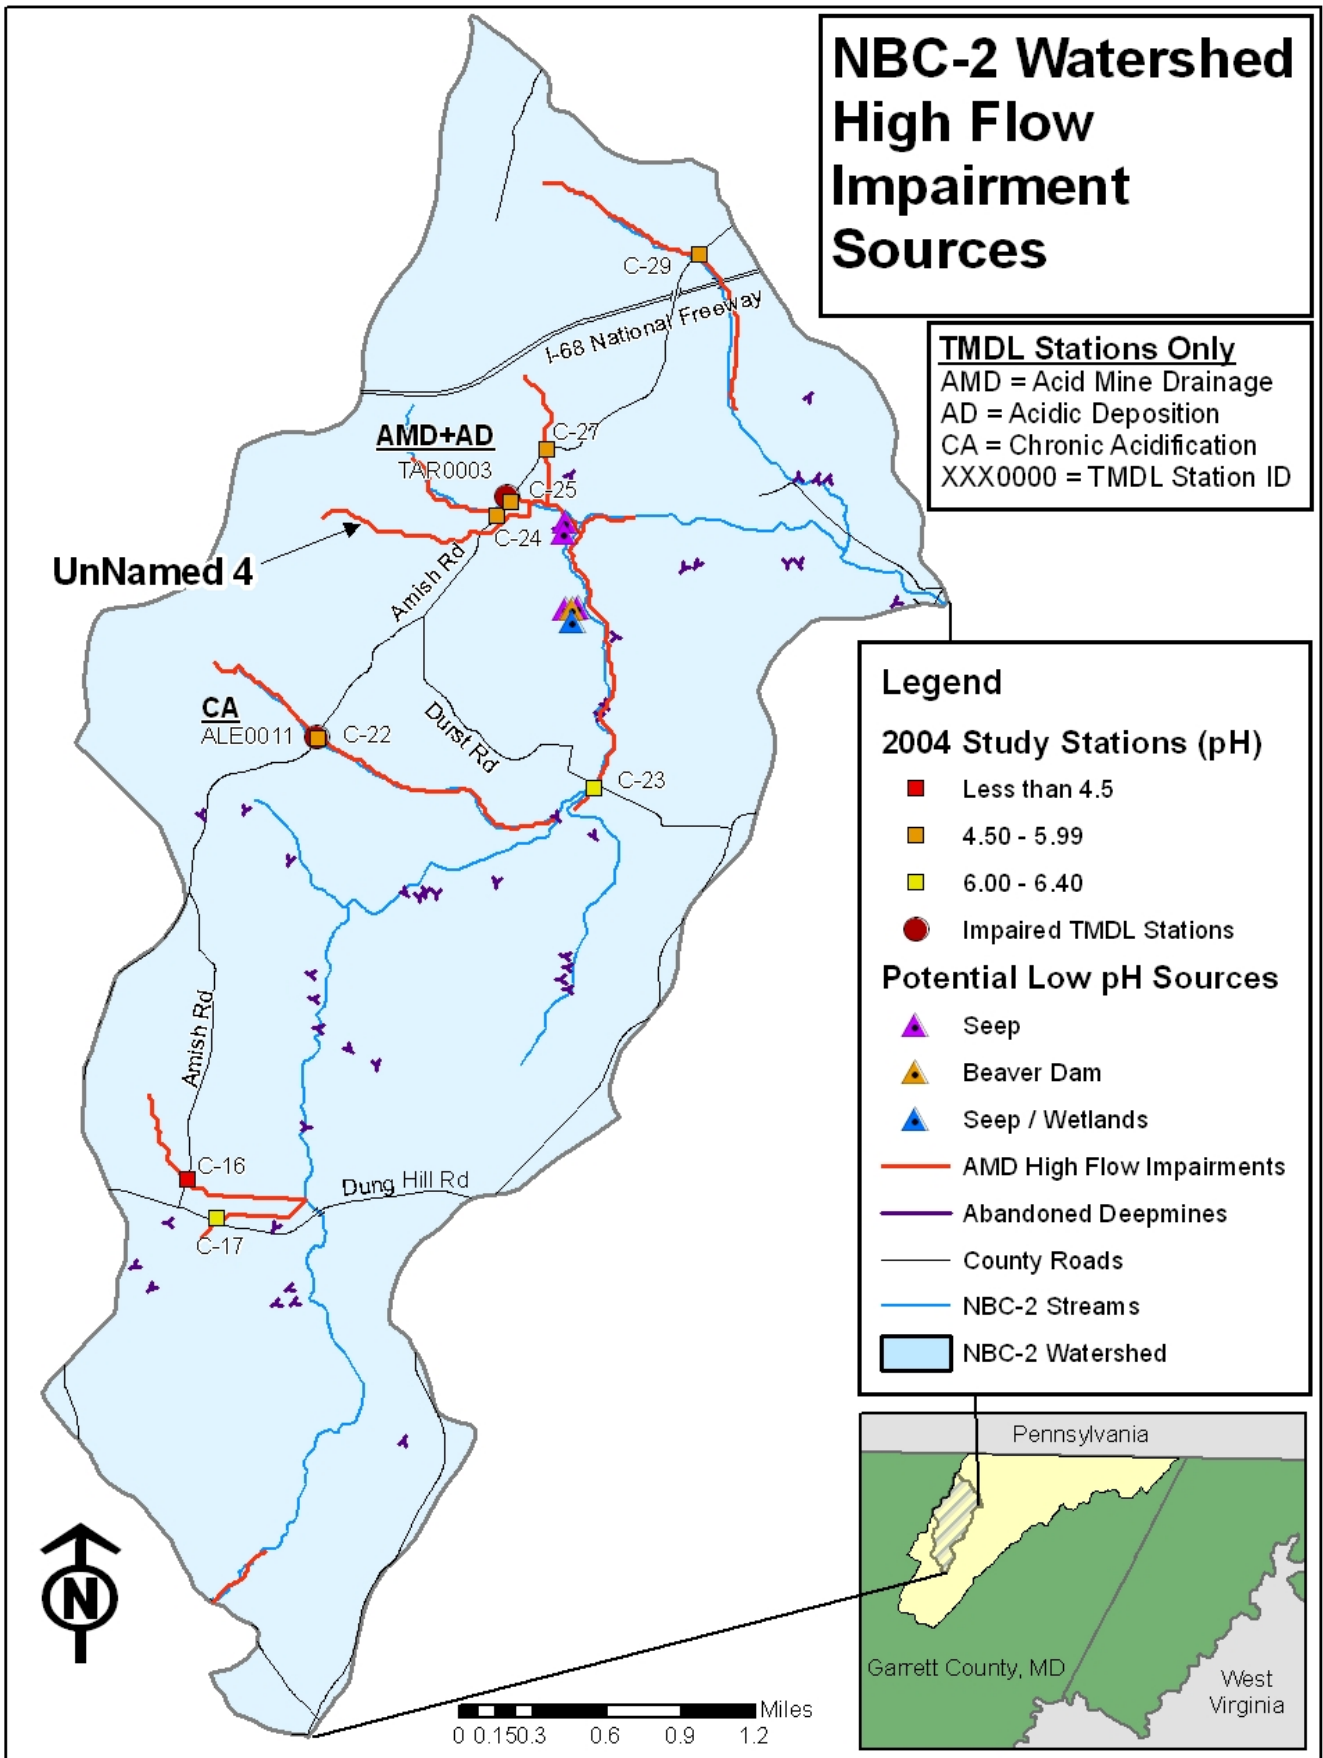 NBC-2 Watershed
High Flow
Impairment
Sources
TMDL Stations Only
AMD = Acid Mine Drainage
AD = Acidic Deposition
CA = Chronic Acidification
XXX0000 = TMDL Station ID
C-29
I-68 National Freeway
AMD+AD
TAR0003
C-27
C-25
C-24
UnNamed 4
Amish Rd
CA
ALE0011
C-22
Durst Rd
C-23
Amish Rd
C-16
Dung Hill Rd
C-17
Legend
2004 Study Stations (pH)
Less than 4.5
4.50 - 5.99
6.00 - 6.40
Impaired TMDL Stations
Potential Low pH Sources
Seep
Beaver Dam
Seep / Wetlands
AMD High Flow Impairments
Abandoned Deepmines
County Roads
NBC-2 Streams
NBC-2 Watershed
Pennsylvania
Garrett County, MD
West
Virginia
N
Miles
0 0.150.3 0.6 0.9 1.2